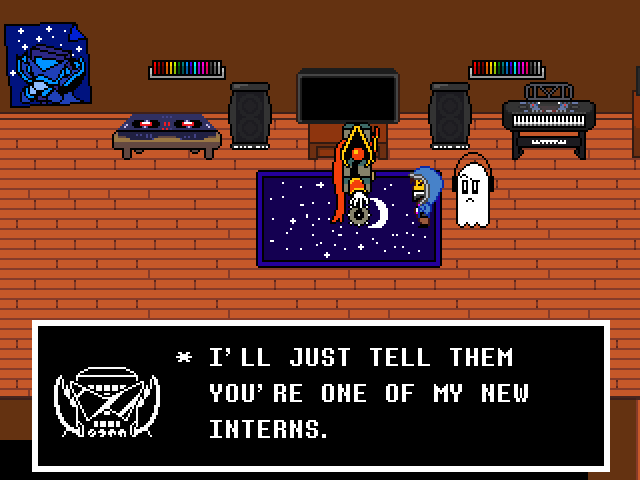 * I'LL JUST TELL THEM
YOU'RE ONE OF MY NEW
INTERNS.